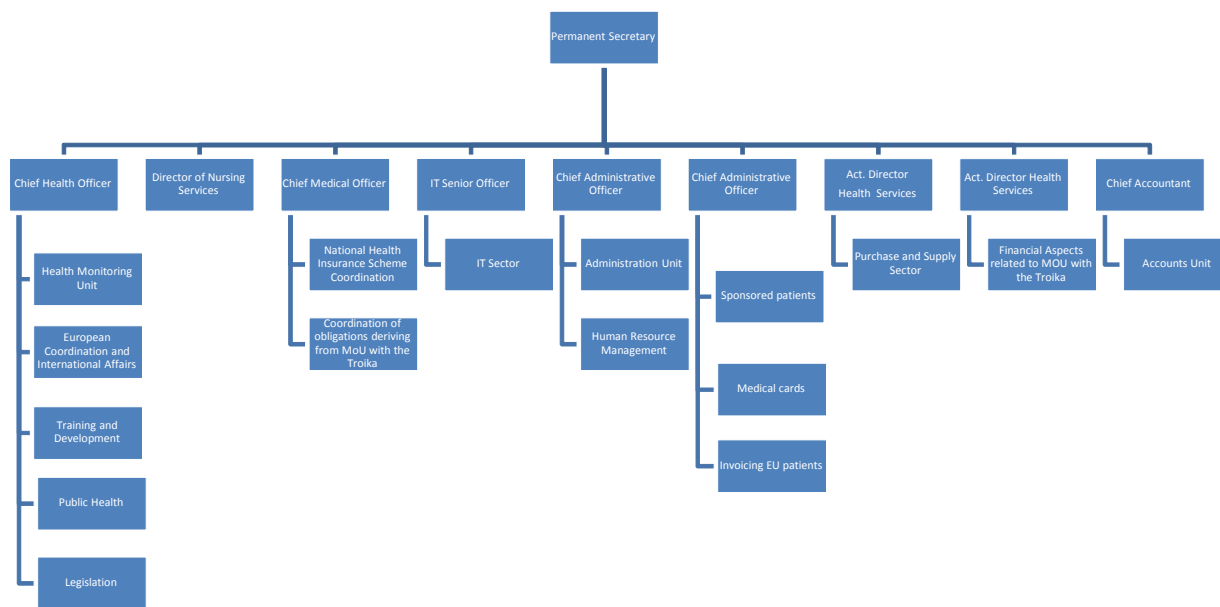 Permanent Secretary
Chief Health Officer
Director of Nursing
Services
Chief Medical Officer
IT Senior Officer
Chief Administrative
Officer
Chief Administrative
Officer
Act. Director
Health Services
Act. Director Health
Services
Chief Accountant
Health Monitoring
Unit
European
Coordination and
International Affairs
Training and
Development
Public Health
Legislation
National Health
Insurance Scheme
Coordination
Coordination of
obligations deriving
from MoU with the
Troika
IT Sector
Administration Unit
Human Resource
Management
Sponsored patients
Medical cards
Invoicing EU patients
Purchase and Supply
Sector
Financial Aspects
related to MOU with
the Troika
Accounts Unit